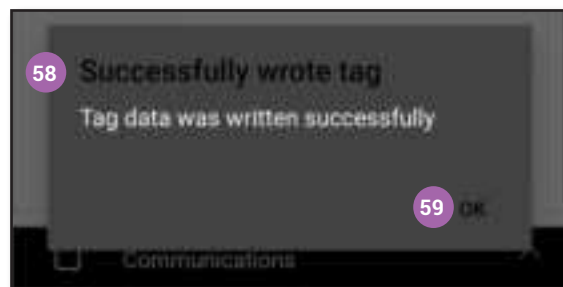 58 Successfully wrote tag
Tag data was written successfully
59 OK
Communications